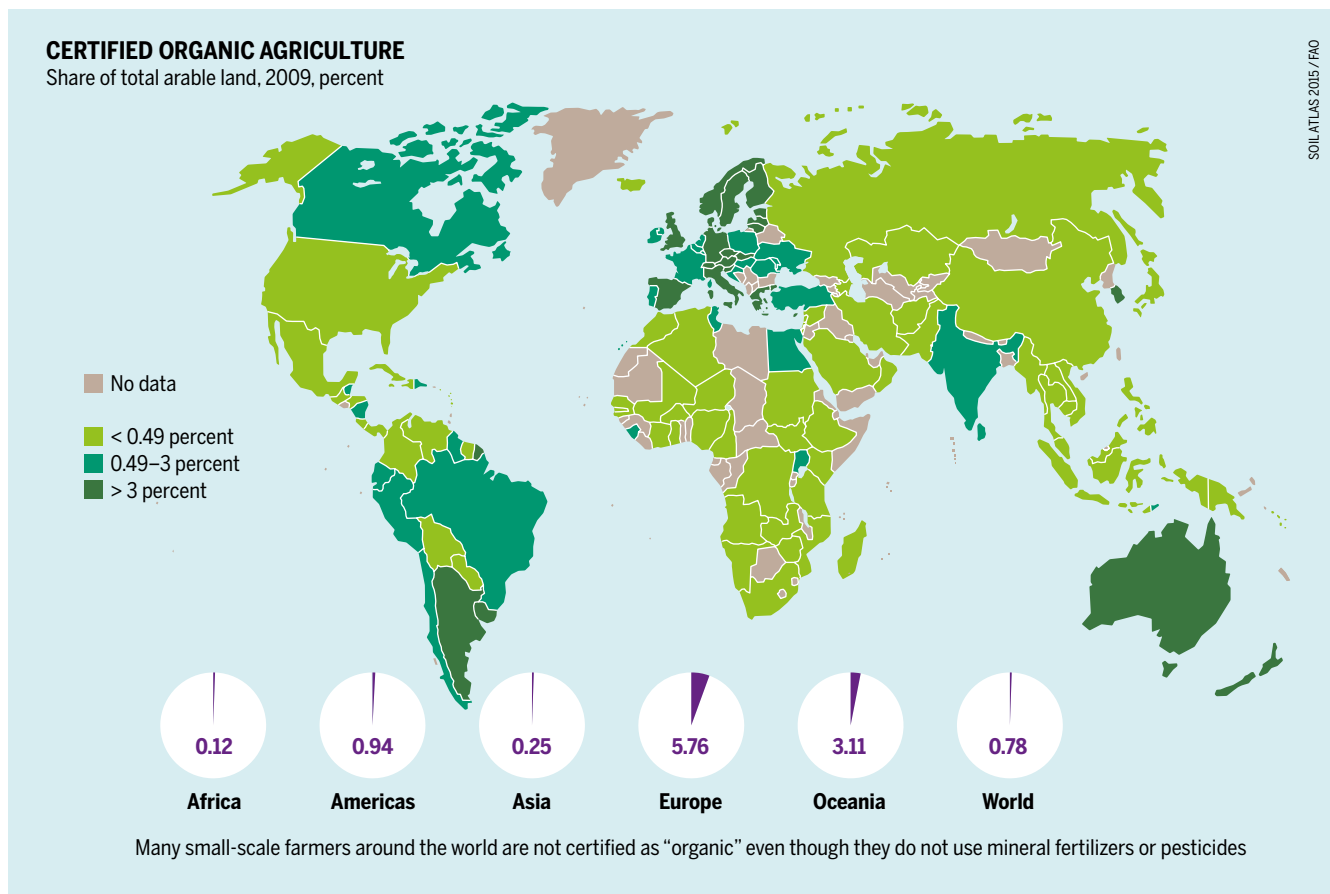 CERTIFIED ORGANIC AGRICULTURE
Share of total arable land, 2009, percent
SOIL ATLAS 2015 / FAO
No data
< 0.49 percent
0.49–3 percent
> 3 percent
0.12
0.94
0.25
5.76
3.11
0.78
Africa
Americas
Asia
Europe
Oceania
World
Many small-scale farmers around the world are not certified as “organic” even though they do not use mineral fertilizers or pesticides